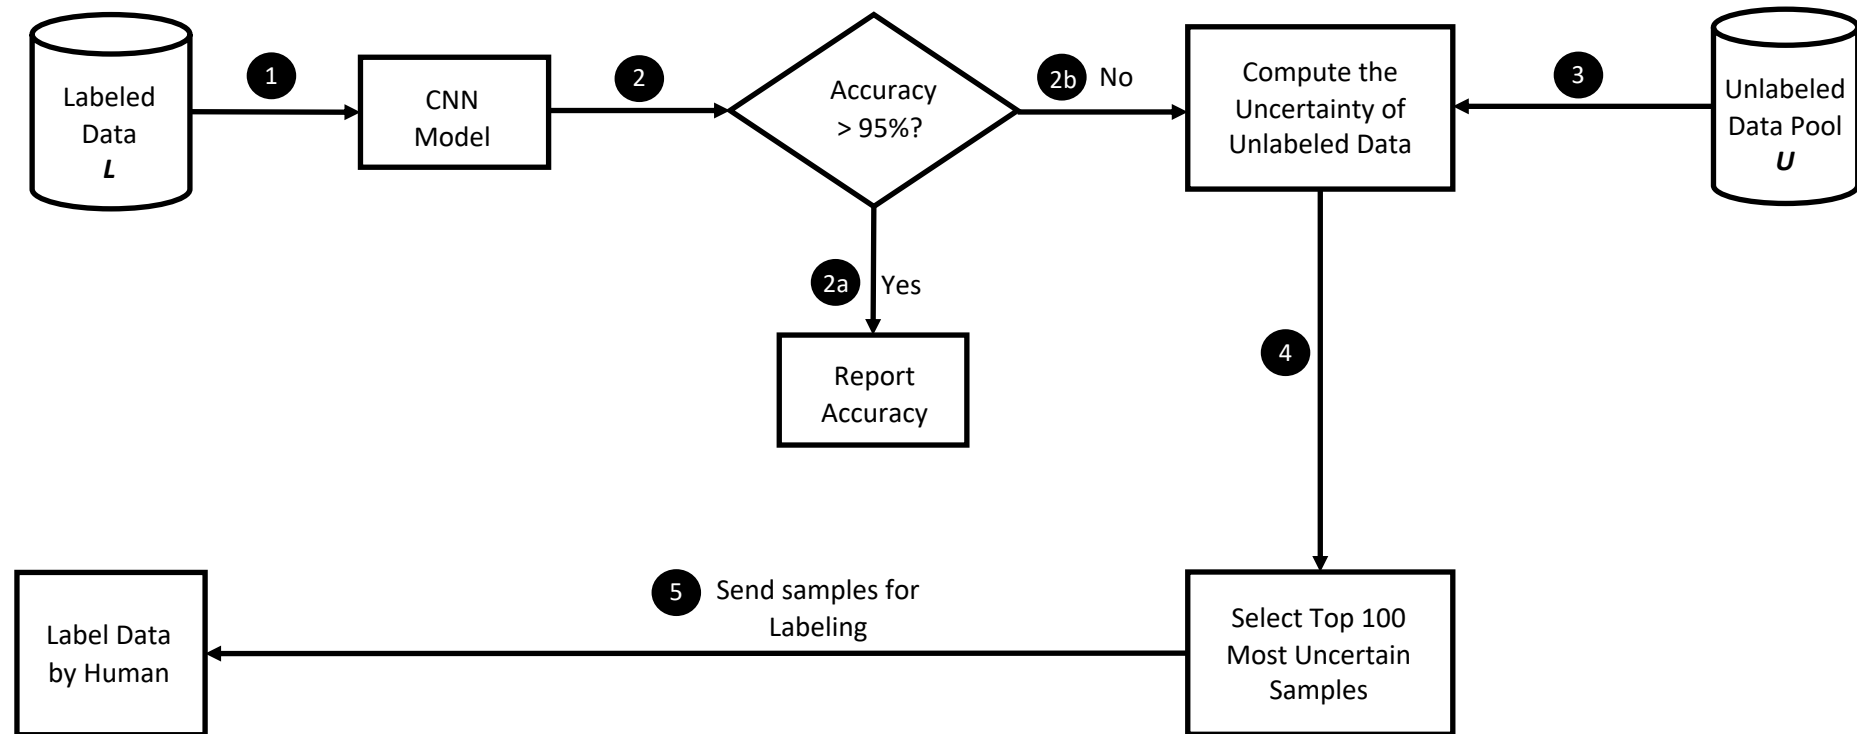 Labeled
Data
L
1
CNN
Model
2
Accuracy
> 95%?
2b No
Compute the
Uncertainty of
Unlabeled Data
3
Unlabeled
Data Pool
U
2a Yes
Report
Accuracy
4
5 Send samples for
Labeling
Label Data
by Human
Select Top 100
Most Uncertain
Samples